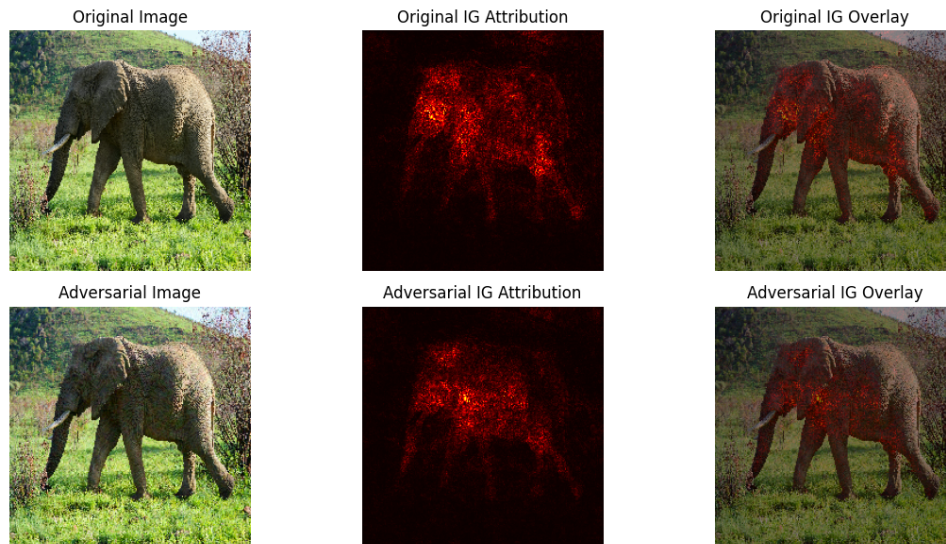 Original Image
Original IG Attribution
Original IG Overlay
Adversarial Image
Adversarial IG Attribution
Adversarial IG Overlay